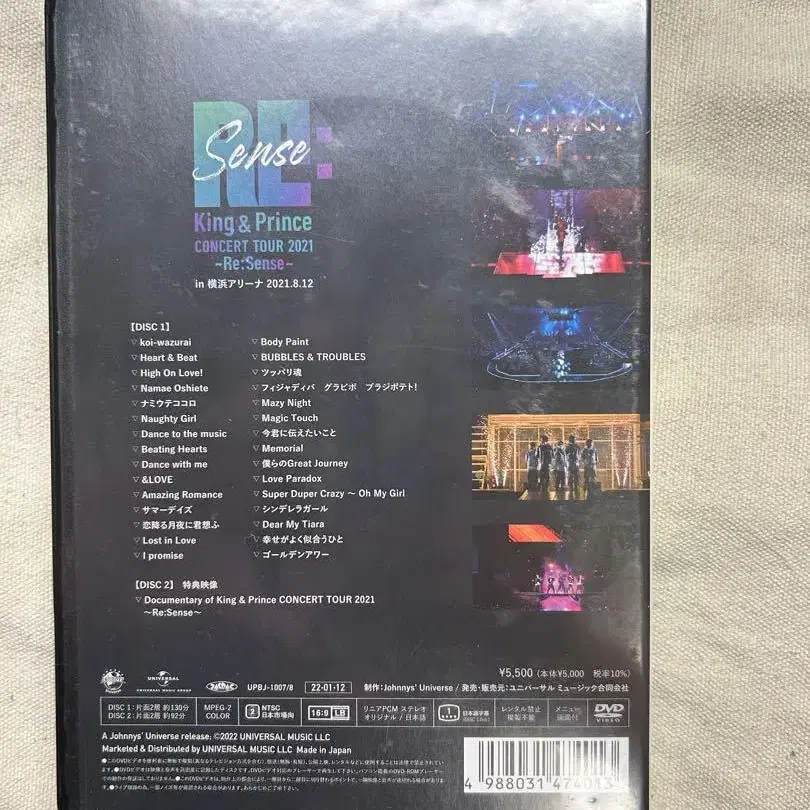 RE:
Sense
King & Prince
CONCERT TOUR 2021
~Re:Sense~
in 横浜アリーナ 2021.8.12
【DISC 1】
▽ koi-wazurai
▽ Heart & Beat
▽ High On Love!
▽ Namae Oshiete
▽ ナミウテココロ
▽ Naughty Girl
▽ Dance to the music
▽ Beating Hearts
▽ Dance with me
▽ &LOVE
▽ Amazing Romance
▽ サマーデイズ
▽ 恋降る月夜に君想ふ
▽ Lost in Love
▽ I promise
▽ Body Paint
▽ BUBBLES & TROUBLES
▽ ツッパリ魂
▽ フィジャディバ グラビボ ブラジポテト!
▽ Mazy Night
▽ Magic Touch
▽ 今君に伝えたいこと
▽ Memorial
▽ 僕らのGreat Journey
▽ Love Paradox
▽ Super Duper Crazy ~ Oh My Girl
▽ シンデレラガール
▽ Dear My Tiara
▽ 幸せがよく似合うひと
▽ ゴールデンアワー
【DISC 2】 特典映像
▽ Documentary of King & Prince CONCERT TOUR 2021
~Re:Sense~
¥5,500 (本体¥5,000 税率10%)
UNIVERSAL
UNIVERSAL MUSIC GROUP
UPBJ-1007/8
22·01·12
制作:Johnnys' Universe / 発売・販売元:ユニバーサル ミュージック合同会社
DISC 1:片面2層 約130分
DISC 2:片面2層 約92分
MPEG-2
COLOR
2
NTSC
日本市場向
16:9 LB
リニアPCM ステレオ
オリジナル / 日本語
1
日本語字幕
レンタル禁止
複製不能
メニュー
画面付
DVD
VIDEO
A Johnnys' Universe release: ©2022 UNIVERSAL MUSIC LLC
Marketed & Distributed by UNIVERSAL MUSIC LLC Made in Japan
4 988031 474013